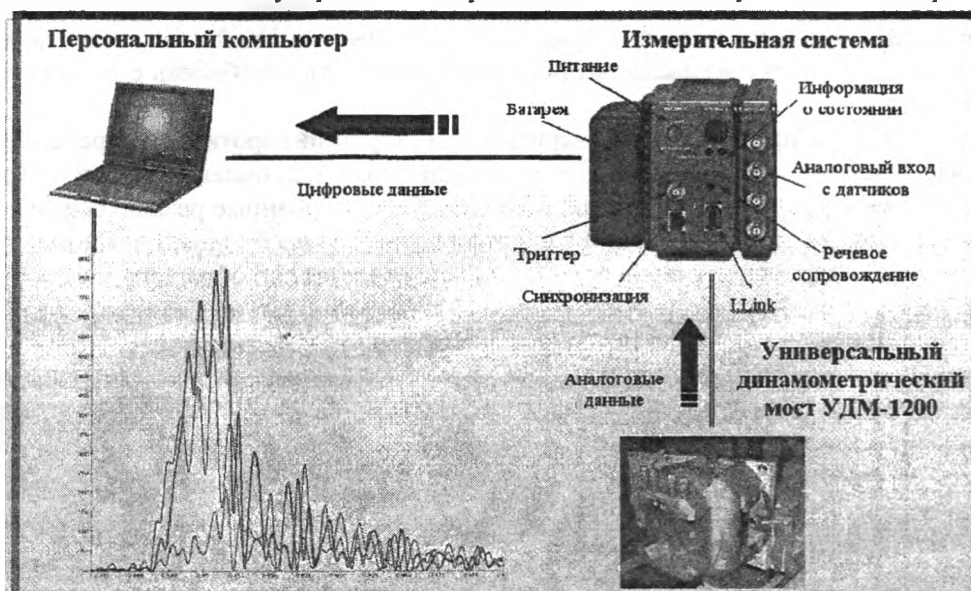 Персональный компьютер
Измерительная система
Питание
Батарея
Информация
о состоянии
Аналоговый вход
с датчиков
Цифровые данные
Триггер
Речевое
сопровождение
Синхронизация
I.Link
Аналоговые
данные
Универсальный
динамометрический
мост УДМ-1200